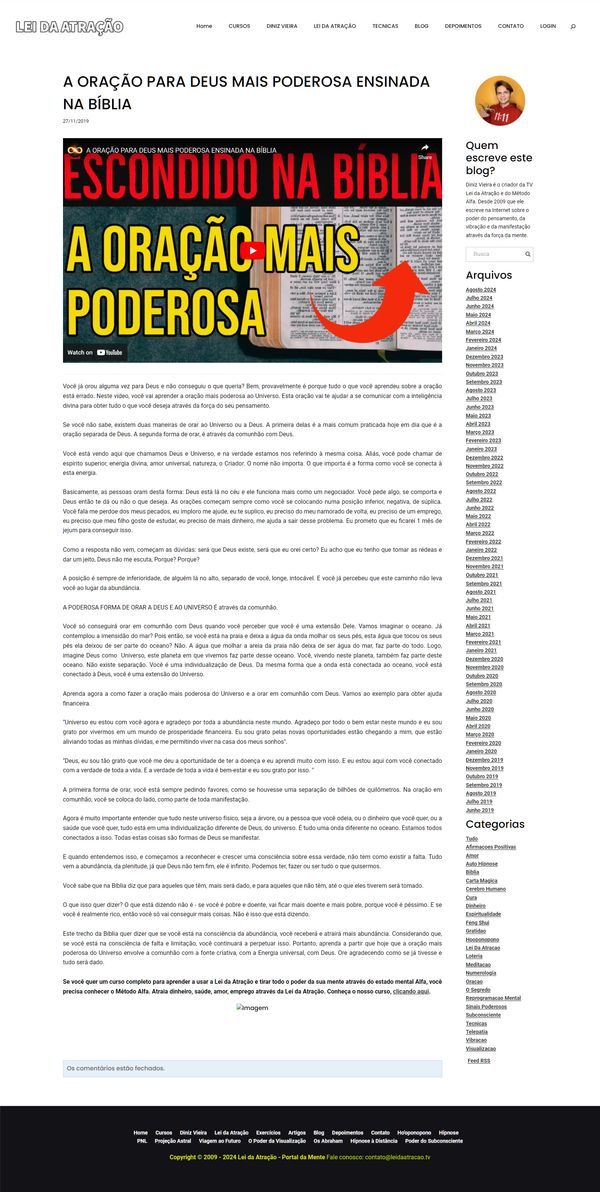 LEI DA ATRAÇÃO
Home CURSOS DINIZ VIEIRA LEI DA ATRAÇÃO TECNICAS BLOG DEPOIMENTOS CONTATO LOGIN
A ORAÇÃO PARA DEUS MAIS PODEROSA ENSINADA
NA BÍBLIA
27/11/2019
A ORAÇÃO PARA DEUS MAIS PODEROSA ENSINADA NA BÍBLIA
Share
ESCONDIDO NA BÍBLIA
A ORAÇÃO MAIS
PODEROSA
Watch on YouTube
Você já orou alguma vez para Deus e não conseguiu o que queria? Bem, provavelmente é porque tudo o que você aprendeu sobre a oração
está errado. Neste vídeo, você vai aprender a oração mais poderosa ao Universo. Esta oração vai te ajudar a se comunicar com a inteligência
divina para obter tudo o que você deseja através da força do seu pensamento.
Se você não sabe, existem duas maneiras de orar ao Universo ou a Deus. A primeira delas é a mais comum praticada hoje em dia que é a
oração separada de Deus. A segunda forma de orar, é através da comunhão com Deus.
Você está vendo aqui que chamamos Deus e Universo, e na verdade estamos nos referindo à mesma coisa. Aliás, você pode chamar de
espírito superior, energia divina, amor universal, natureza, o Criador. O nome não importa. O que importa é a forma como você se conecta à
esta energia.
Basicamente, as pessoas oram desta forma: Deus está lá no céu e ele funciona mais como um negociador. Você pede algo, se comporta e
Deus então te dá ou não o que deseja. As orações começam sempre como você se colocando numa posição inferior, negativa, de súplica.
Você fala me perdoe dos meus pecados, eu imploro me ajude, eu te suplico, eu preciso do meu namorado de volta, eu preciso de um emprego,
eu preciso que meu filho goste de estudar, eu preciso de mais dinheiro, me ajuda a sair desse problema. Eu prometo que eu ficarei 1 mês de
jejum para conseguir isso.
Como a resposta não vem, começam as dúvidas: será que Deus existe, será que eu orei certo? Eu acho que eu tenho que tomar as rédeas e
dar um jeito, Deus não me escuta, Porque? Porque?
A posição é sempre de inferioridade, de alguém lá no alto, separado de você, longe, intocável. E você já percebeu que este caminho não leva
você ao lugar da abundância.
A PODEROSA FORMA DE ORAR A DEUS E AO UNIVERSO É através da comunhão.
Você só conseguirá orar em comunhão com Deus quando você perceber que você é uma extensão Dele. Vamos imaginar o oceano. Já
contemplou a imensidão do mar? Pois então, se você está na praia e deixa a água da onda molhar os seus pés, esta água que tocou os seus
pés ela deixou de ser parte do oceano? Não. A água que molhar a areia da praia não deixa de ser água do mar, faz parte do todo. Logo,
imagine Deus como Universo, este planeta em que vivemos faz parte desse oceano. Você, vivendo neste planeta, também faz parte deste
oceano. Não existe separação. Você é uma individualização de Deus. Da mesma forma que a onda está conectada ao oceano, você está
conectado à Deus, você é uma extensão do Universo.
Aprenda agora a como fazer a oração mais poderosa do Universo e a orar em comunhão com Deus. Vamos ao exemplo para obter ajuda
financeira.
"Universo eu estou com você agora e agradeço por toda a abundância neste mundo. Agradeço por todo o bem estar neste mundo e eu sou
grato por vivermos em um mundo de prosperidade financeira. Eu sou grato pelas novas oportunidades estão chegando a mim, que estão
aliviando todas as minhas dívidas, e me permitindo viver na casa dos meus sonhos".
"Deus, eu sou tão grato que você me deu a oportunidade de ter a doença e eu aprendi muito com isso. E eu estou aqui com você conectado
com a verdade de toda a vida. E a verdade de toda a vida é bem-estar e eu sou grato por isso. "
A primeira forma de orar, você está sempre pedindo favores, como se houvesse uma separação de bilhões de quilômetros. Na oração em
comunhão, você se coloca do lado, como parte de toda manifestação.
Agora é muito importante entender que tudo neste universo físico, seja a árvore, ou a pessoa que você odeia, ou o dinheiro que você quer, ou a
saúde que você quer, tudo está em uma individualização diferente de Deus, do universo. É tudo uma onda diferente no oceano. Estamos todos
conectados a isso. Todas estas coisas são formas de Deus se manifestar.
E quando entendemos isso, e começamos a reconhecer e crescer uma consciência sobre essa verdade, não tem como existir a falta. Tudo
vem a abundância, da plenitude, já que Deus não tem fim, ele é infinito. Podemos ter, fazer ou ser tudo o que quisermos.
Você sabe que na Bíblia diz que para aqueles que têm, mais será dado, e para aqueles que não têm, até o que eles tiverem será tomado.
O que isso quer dizer? O que está dizendo não é - se você é pobre e doente, vai ficar mais doente e mais pobre, porque você é péssimo. E se
você é realmente rico, então você só vai conseguir mais coisas. Não é isso que está dizendo.
Este trecho da Bíblia quer dizer que se você está na consciência da abundância, você receberá e atrairá mais abundância. Considerando que,
se você está na consciência de falta e limitação, você continuará a perpetuar isso. Portanto, aprenda a partir que hoje que a oração mais
poderosa do Universo envolve a comunhão com a fonte criativa, com a Energia universal, com Deus. Ore agradecendo como se já tivesse e
tudo será dado.
Se você quer um curso completo para aprender a usar a Lei da Atração e tirar todo o poder da sua mente através do estado mental Alfa, você
precisa conhecer o Método Alfa. Atraia dinheiro, saúde, amor, emprego através da Lei da Atração. Conheça o nosso curso, clicando aqui.
Imagem
Os comentários estão fechados.
11:11
Quem
escreve este
blog?
Diniz Vieira é o criador da TV
Lei da Atração e do Método
Alfa. Desde 2009 que ele
escreve na Internet sobre o
poder do pensamento, da
vibração e da manifestação
através da força da mente.
Busca
Arquivos
Agosto 2024
Julho 2024
Junho 2024
Maio 2024
Abril 2024
Março 2024
Fevereiro 2024
Janeiro 2024
Dezembro 2023
Novembro 2023
Outubro 2023
Setembro 2023
Agosto 2023
Julho 2023
Junho 2023
Maio 2023
Abril 2023
Março 2023
Fevereiro 2023
Janeiro 2023
Dezembro 2022
Novembro 2022
Outubro 2022
Setembro 2022
Agosto 2022
Julho 2022
Junho 2022
Maio 2022
Abril 2022
Março 2022
Fevereiro 2022
Janeiro 2022
Dezembro 2021
Novembro 2021
Outubro 2021
Setembro 2021
Agosto 2021
Julho 2021
Junho 2021
Maio 2021
Abril 2021
Março 2021
Fevereiro 2021
Janeiro 2021
Dezembro 2020
Novembro 2020
Outubro 2020
Setembro 2020
Agosto 2020
Julho 2020
Junho 2020
Maio 2020
Abril 2020
Março 2020
Fevereiro 2020
Janeiro 2020
Dezembro 2019
Novembro 2019
Outubro 2019
Setembro 2019
Agosto 2019
Julho 2019
Junho 2019
Categorias
Tudo
Afirmacoes Positivas
Amor
Auto Hipnose
Biblia
Carta Magica
Cerebro Humano
Cura
Dinheiro
Espiritualidade
Feng Shui
Gratidao
Hooponopono
Lei Da Atracao
Loteria
Meditacao
Numerologia
Oracao
O Segredo
Reprogramacao Mental
Sinais Poderosos
Subconsciente
Tecnicas
Telepatia
Vibracao
Visualizacao
Feed RSS
Home Cursos Diniz Vieira Lei da Atração Exercícios Artigos Blog Depoimentos Contato Ho'oponopono Hipnose
PNL Projeção Astral Viagem ao Futuro O Poder da Visualização Os Abraham Hipnose à Distância Poder do Subconsciente
Copyright © 2009 - 2024 Lei da Atração - Portal da Mente Fale conosco: contato@leidaatracao.tv